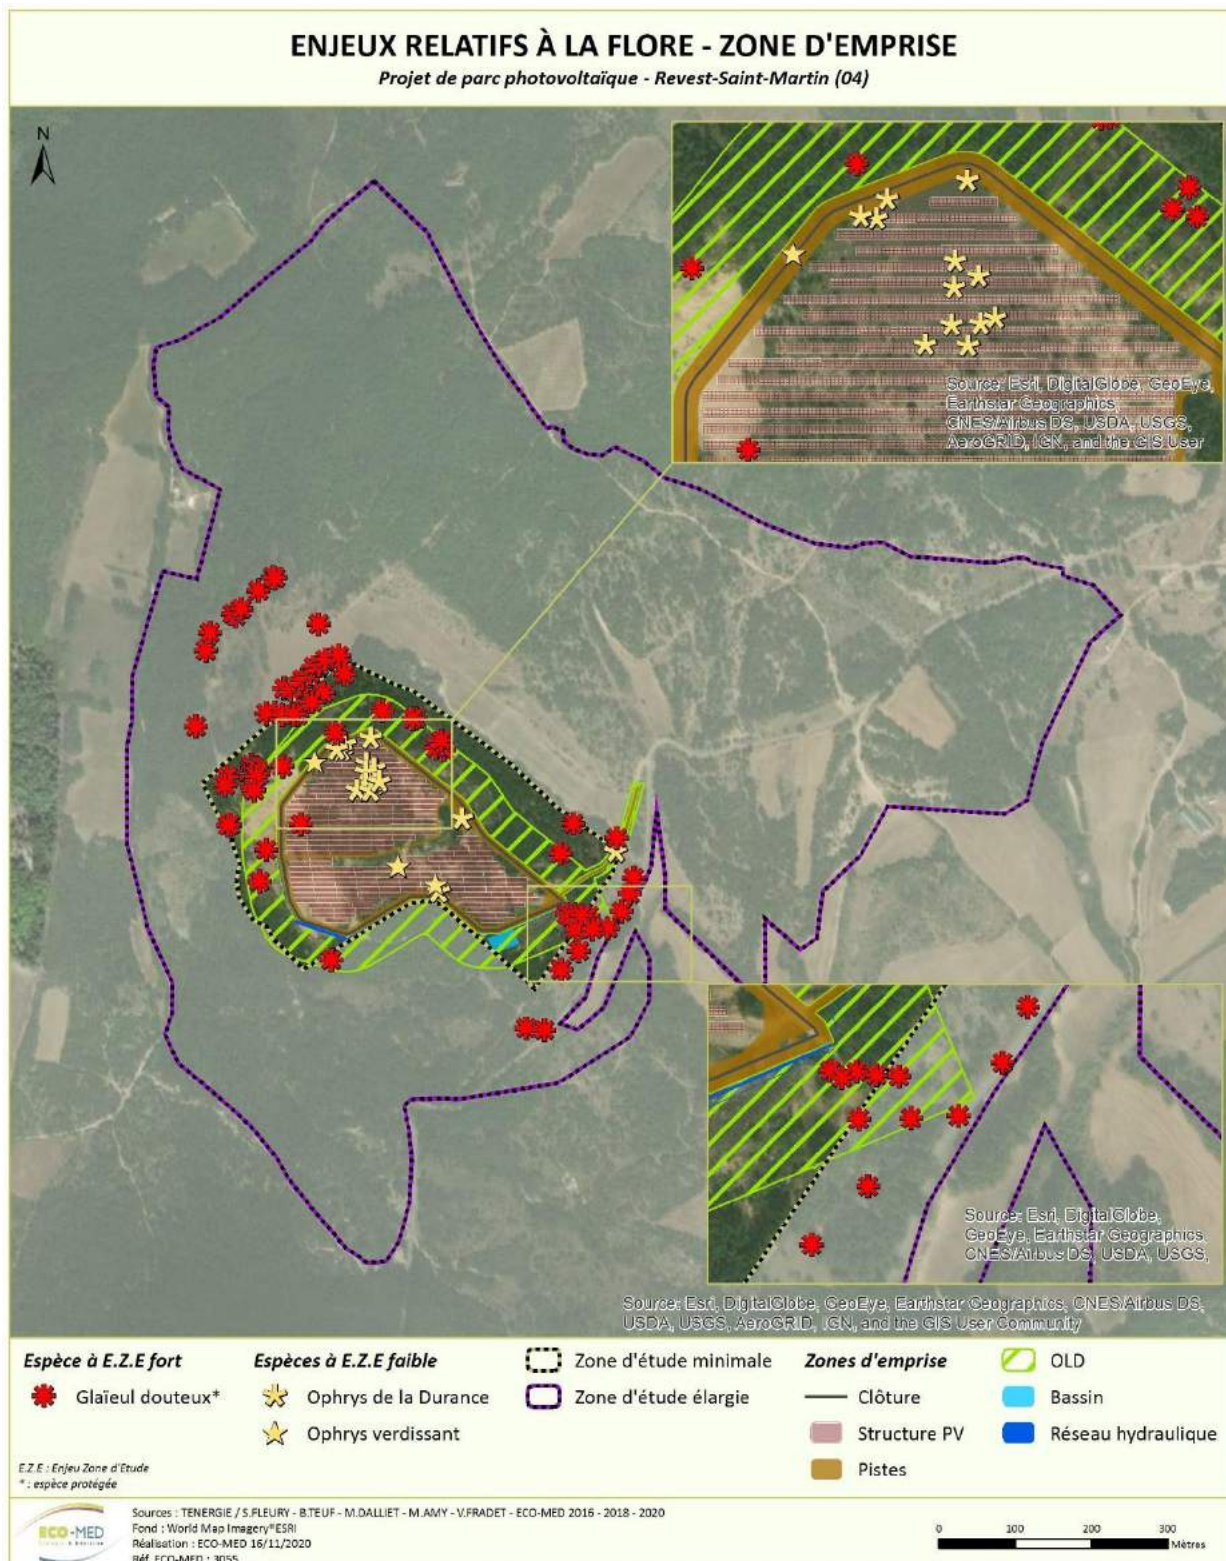 ENJEUX RELATIFS À LA FLORE - ZONE D'EMPRISE
Projet de parc photovoltaïque - Revest-Saint-Martin (04)
N
Source: Esri, DigitalGlobe, GeoEye,
Earthstar Geographics,
CNES/Airbus DS, USDA, USGS,
AeroGRID, IGN, and the GIS User
Source: Esri, DigitalGlobe,
GeoEye, Earthstar Geographics,
CNES/Airbus DS, USDA, USGS,
Source: Esri, DigitalGlobe, GeoEye, Earthstar Geographics, CNES/Airbus DS,
USDA, USGS, AeroGRID, IGN, and the GIS User Community
Espèce à E.Z.E fort
Glaïeul douteux*
Espèces à E.Z.E faible
Ophrys de la Durance
Ophrys verdissant
Zone d'étude minimale
Zone d'étude élargie
Zones d'emprise
Clôture
Structure PV
Pistes
OLD
Bassin
Réseau hydraulique
E.Z.E : Enjeu Zone d'Etude
* : espèce protégée
ECO-MED
Sources : TENERGIE / S.FLEURY - B.TEUF - M.DALLIET - M.AMY - V.FRADET - ECO-MED 2016 - 2018 - 2020
Fond : World Map Imagery®ESRI
Réalisation : ECO-MED 16/11/2020
Réf. ECO-MED : 3055
0 100 200 300
Mètres